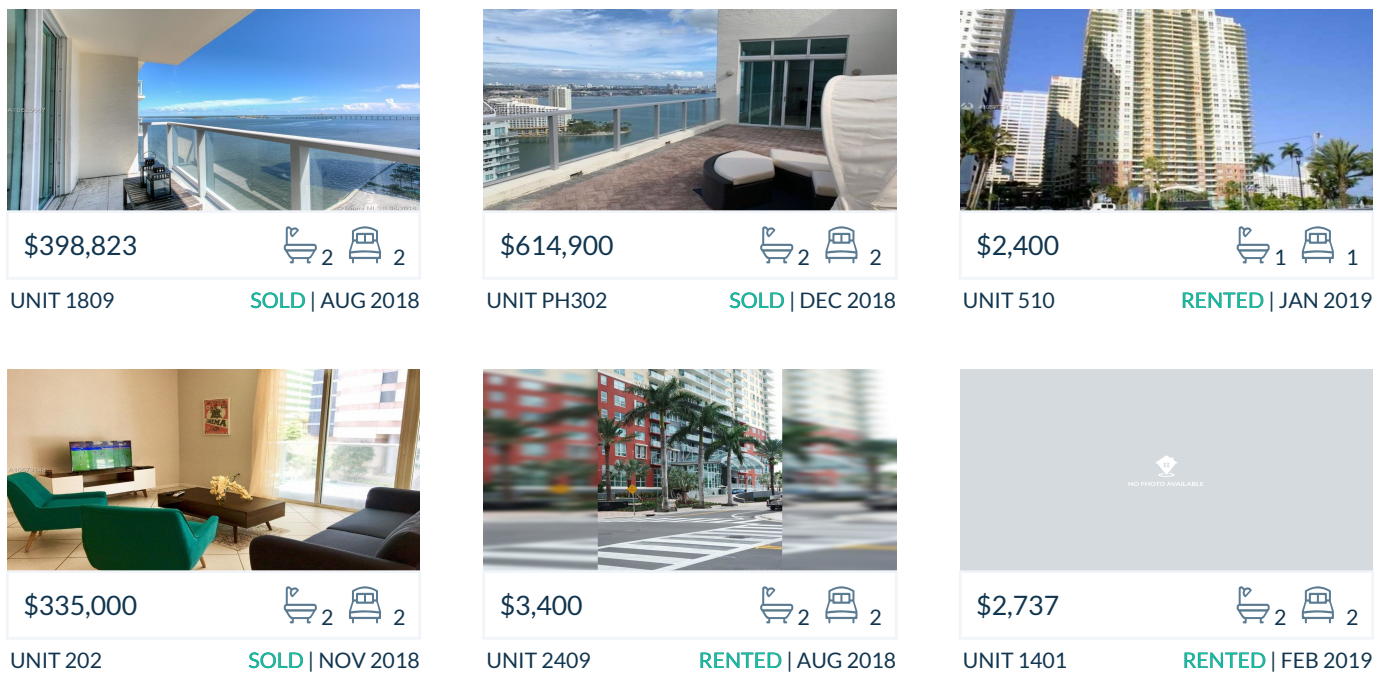 $398,823 2 2
UNIT 1809 SOLD | AUG 2018
$614,900 2 2
UNIT PH302 SOLD | DEC 2018
$2,400 1 1
UNIT 510 RENTED | JAN 2019
$335,000 2 2
UNIT 202 SOLD | NOV 2018
$3,400 2 2
UNIT 2409 RENTED | AUG 2018
NO PHOTO AVAILABLE
$2,737 2 2
UNIT 1401 RENTED | FEB 2019